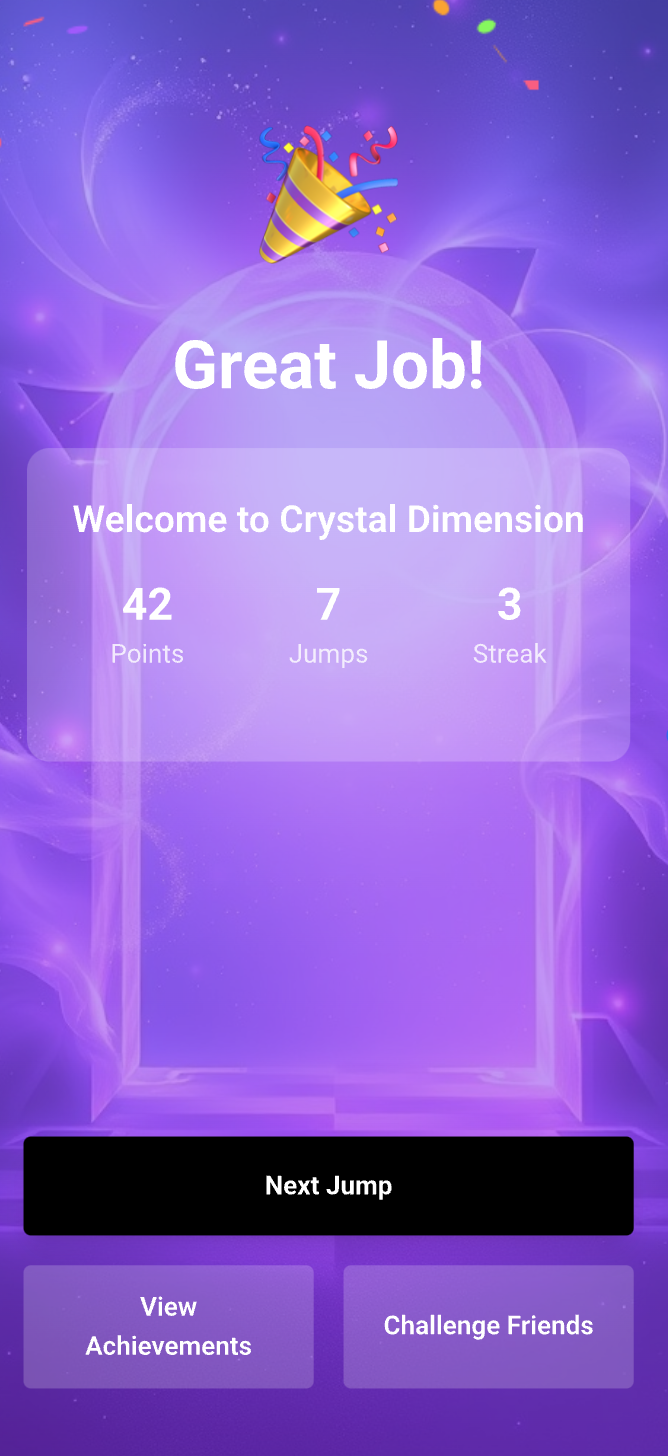 Great Job!
Welcome to Crystal Dimension
42 7 3
Points Jumps Streak
Next Jump
View
Achievements
Challenge Friends